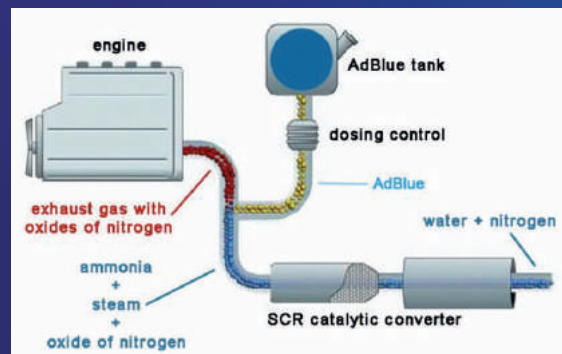 engine
AdBlue tank
dosing control
AdBlue
exhaust gas with
oxides of nitrogen
water + nitrogen
ammonia
+
steam
+
oxide of nitrogen
SCR catalytic converter